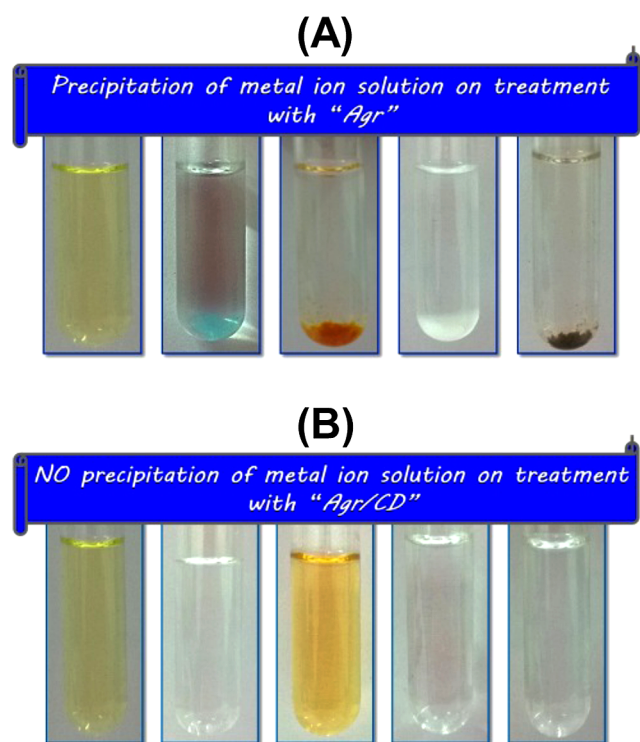 (A)
Precipitation of metal ion solution on treatment
with “Agr”
(B)
NO precipitation of metal ion solution on treatment
with “Agr/CD”